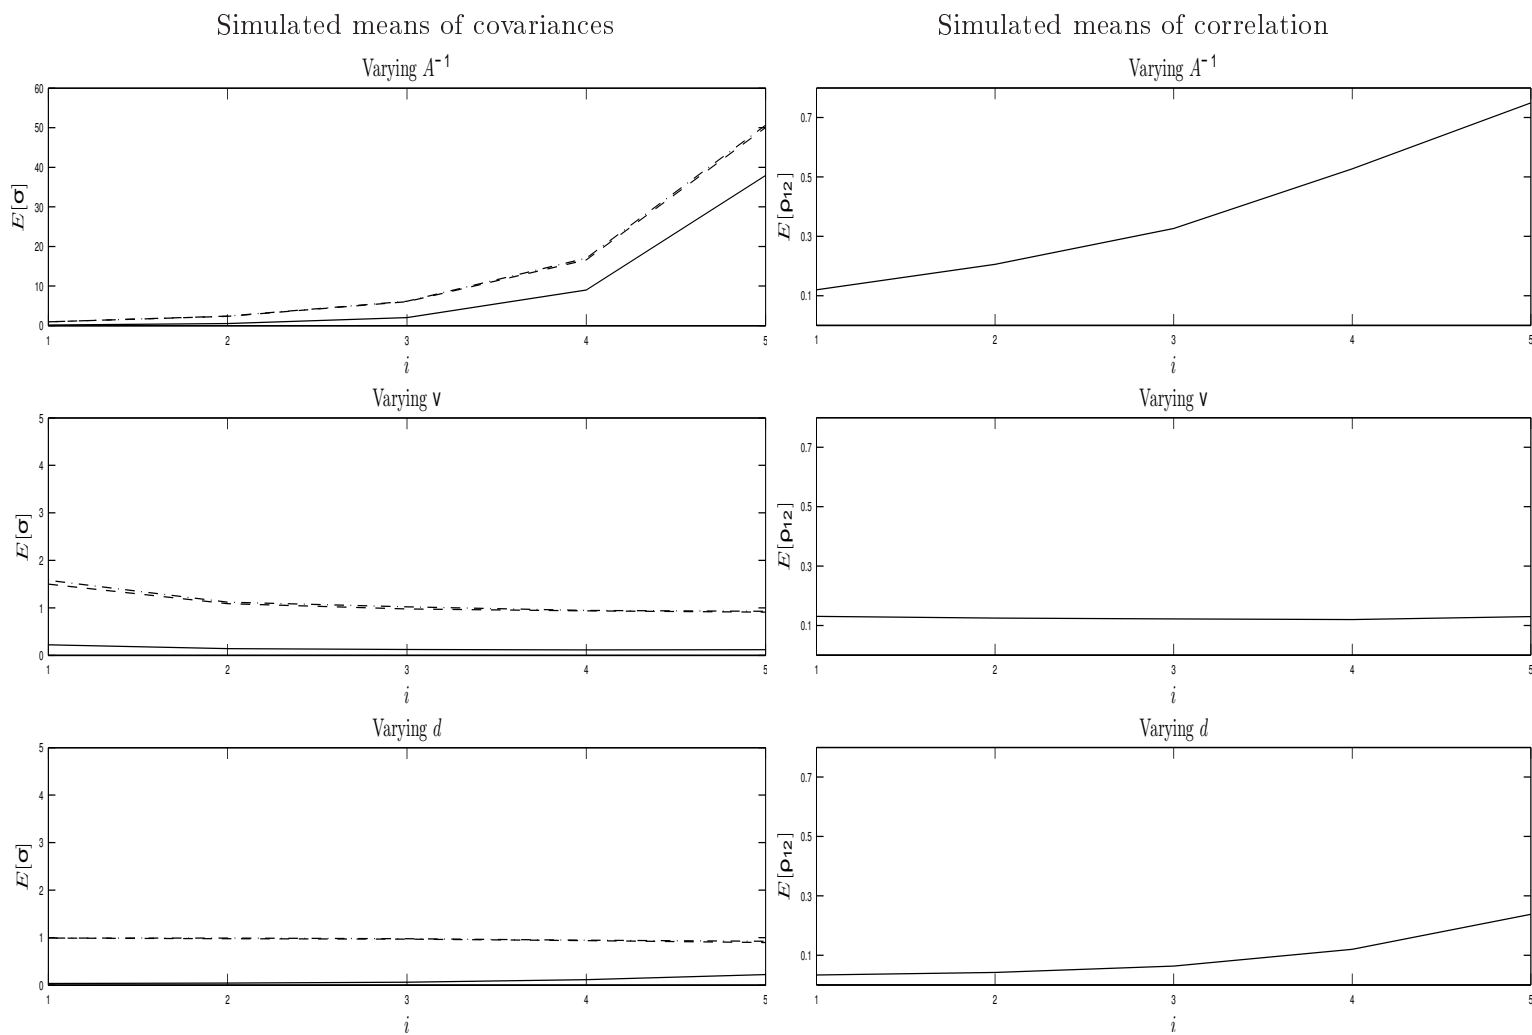 Simulated means of covariances
Simulated means of correlation
Varying A⁻¹
60
50
40
30
20
10
0
E[σ]
1 2 3 4 5
i
Varying A⁻¹
0.7
0.5
0.3
0.1
E[ρ₁₂]
1 2 3 4 5
i
Varying ν
5
4
3
2
1
0
E[σ]
1 2 3 4 5
i
Varying ν
0.7
0.5
0.3
0.1
E[ρ₁₂]
1 2 3 4 5
i
Varying d
5
4
3
2
1
0
E[σ]
1 2 3 4 5
i
Varying d
0.7
0.5
0.3
0.1
E[ρ₁₂]
1 2 3 4 5
i